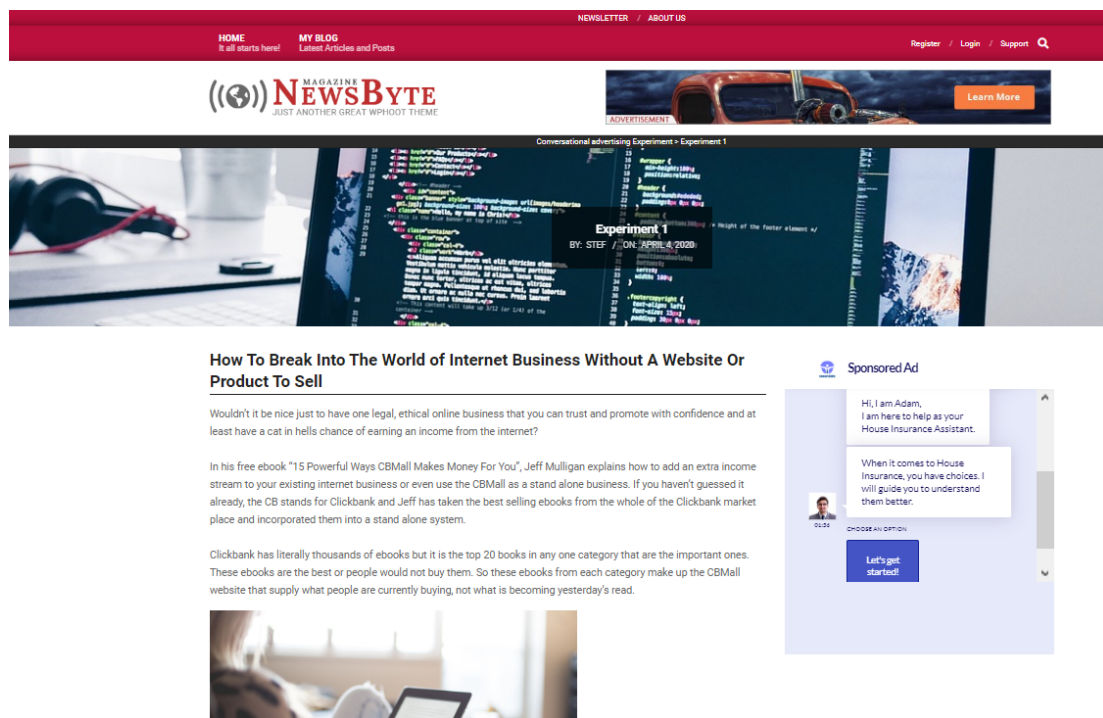 NEWSLETTER / ABOUT US
HOME
It all starts here!
MY BLOG
Latest Articles and Posts
Register / Login / Support
MAGAZINE
NEWSBYTE
JUST ANOTHER GREAT WPHOOT THEME
Learn More
ADVERTISEMENT
Conversational advertising Experiment > Experiment 1
Experiment 1
BY: STEF / ON: APRIL 4, 2020
How To Break Into The World of Internet Business Without A Website Or
Product To Sell
Wouldn't it be nice just to have one legal, ethical online business that you can trust and promote with confidence and at
least have a cat in hells chance of earning an income from the internet?
In his free ebook "15 Powerful Ways CBMall Makes Money For You", Jeff Mulligan explains how to add an extra income
stream to your existing internet business or even use the CBMall as a stand alone business. If you haven't guessed it
already, the CB stands for Clickbank and Jeff has taken the best selling ebooks from the whole of the Clickbank market
place and incorporated them into a stand alone system.
Clickbank has literally thousands of ebooks but it is the top 20 books in any one category that are the important ones.
These ebooks are the best or people would not buy them. So these ebooks from each category make up the CBMall
website that supply what people are currently buying, not what is becoming yesterday's read.
Sponsored Ad
Hi, I am Adam,
I am here to help as your
House Insurance Assistant.
When it comes to House
Insurance, you have choices. I
will guide you to understand
them better.
01:36
CHOOSE AN OPTION
Let's get
started!